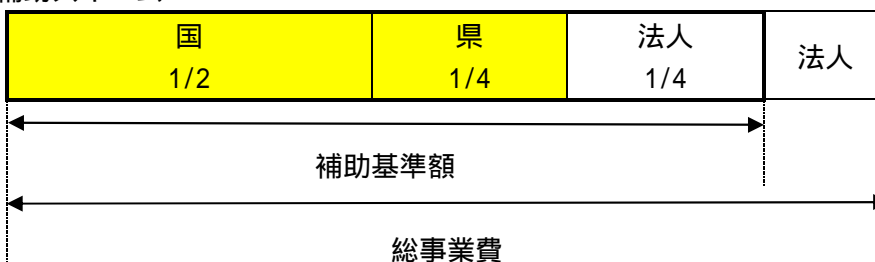 国 県 法人 法人
1/2 1/4 1/4
補助基準額
総事業費